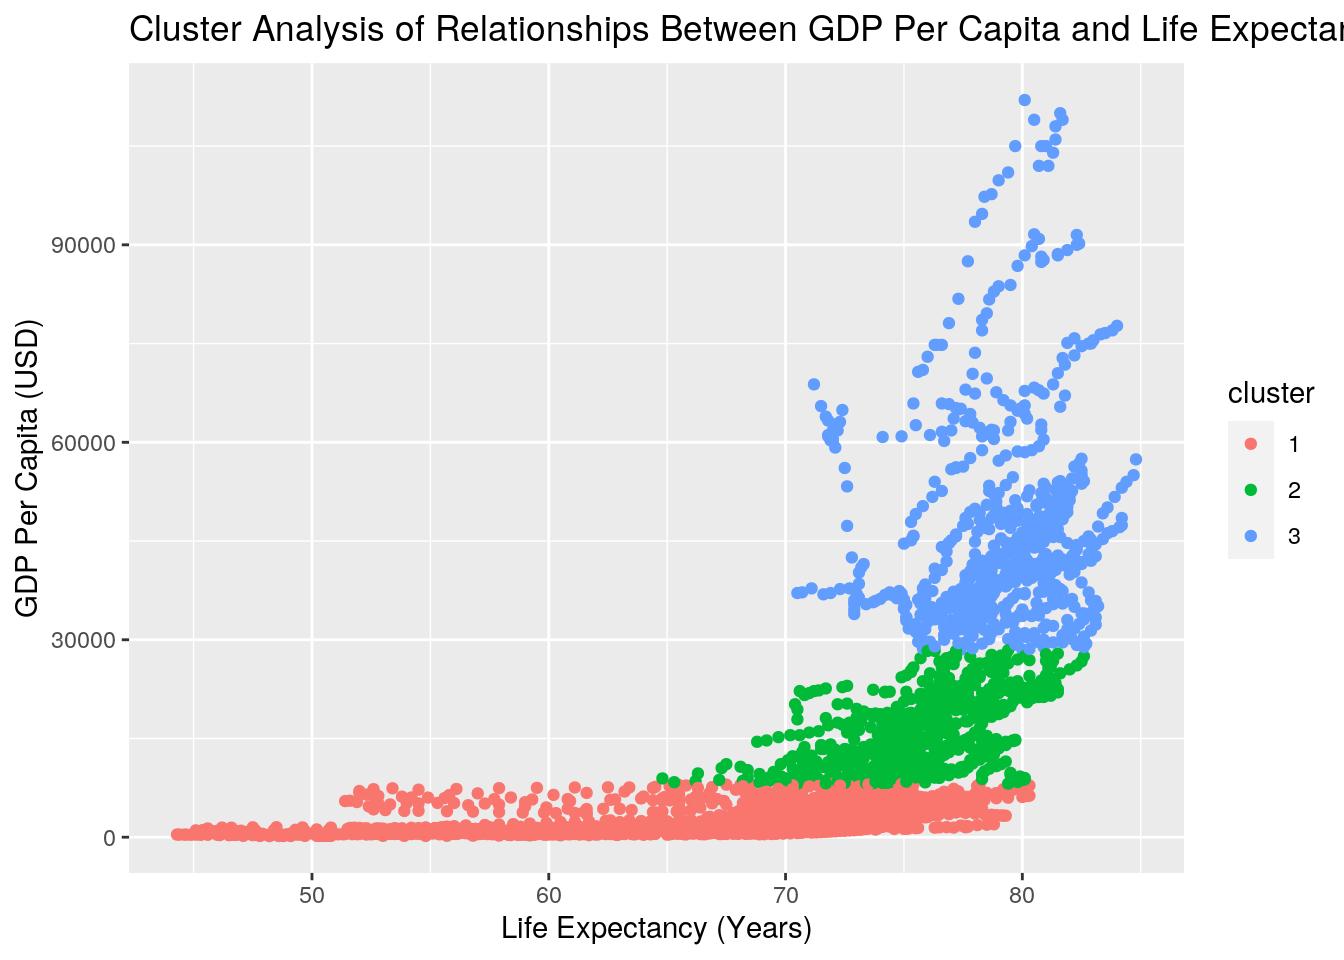 Cluster Analysis of Relationships Between GDP Per Capita and Life Expectar
GDP Per Capita (USD)
90000
60000
30000
0
50 60 70 80
Life Expectancy (Years)
cluster
1
2
3